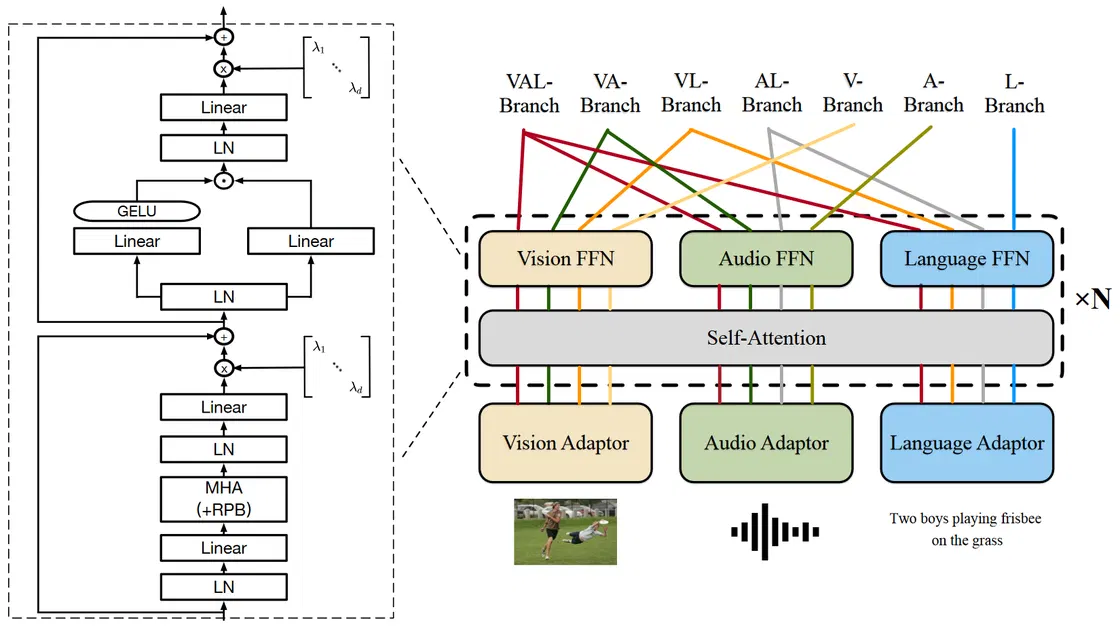 +
x
λ1
⋱
λd
Linear
LN
•
GELU
Linear
Linear
LN
+
x
λ1
⋱
λd
Linear
LN
MHA
(+RPB)
Linear
LN
VAL-
Branch
VA-
Branch
VL-
Branch
AL-
Branch
V-
Branch
A-
Branch
L-
Branch
Vision FFN
Audio FFN
Language FFN
×N
Self-Attention
Vision Adaptor
Audio Adaptor
Language Adaptor
Two boys playing frisbee
on the grass